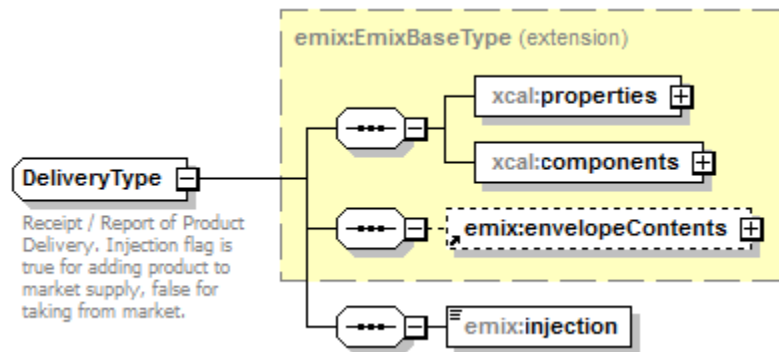 emix:EmixBaseType (extension)
xcal:properties
xcal:components
DeliveryType
Receipt / Report of Product
Delivery. Injection flag is
true for adding product to
market supply, false for
taking from market.
emix:envelopeContents
emix:injection